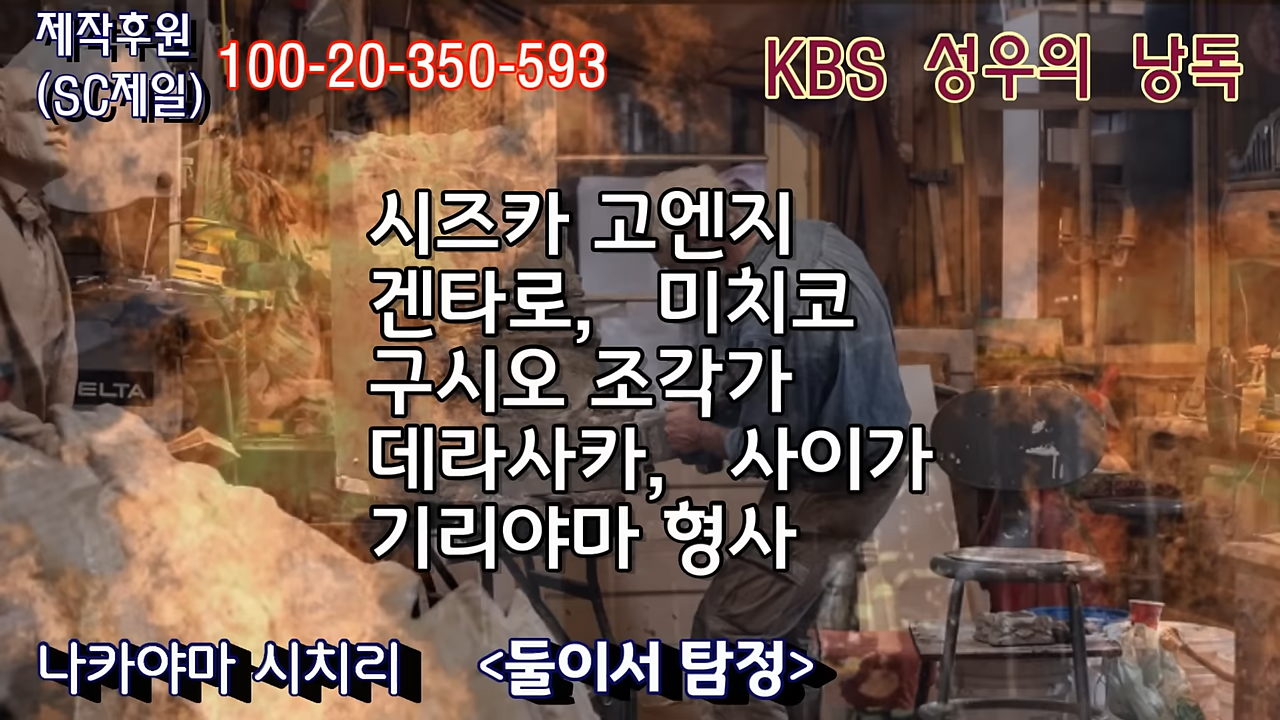 제작후원
(SC제일)
100-20-350-593
KBS 성우의 낭독
시즈카 고엔지
겐타로, 미치코
구시오 조각가
데라사카, 사이가
기리야마 형사
ELTA
나카야마 시치리 <둘이서 탐정>